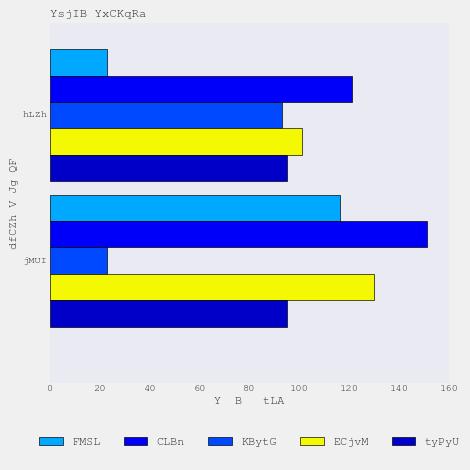 YsjIB YxCKqRa
hLZh
jMOI
dfCZh V Jg QF
0 20 40 60 80 100 120 140 160
Y B tLA
FMSL CLBn KBytG ECjvM tyPyU